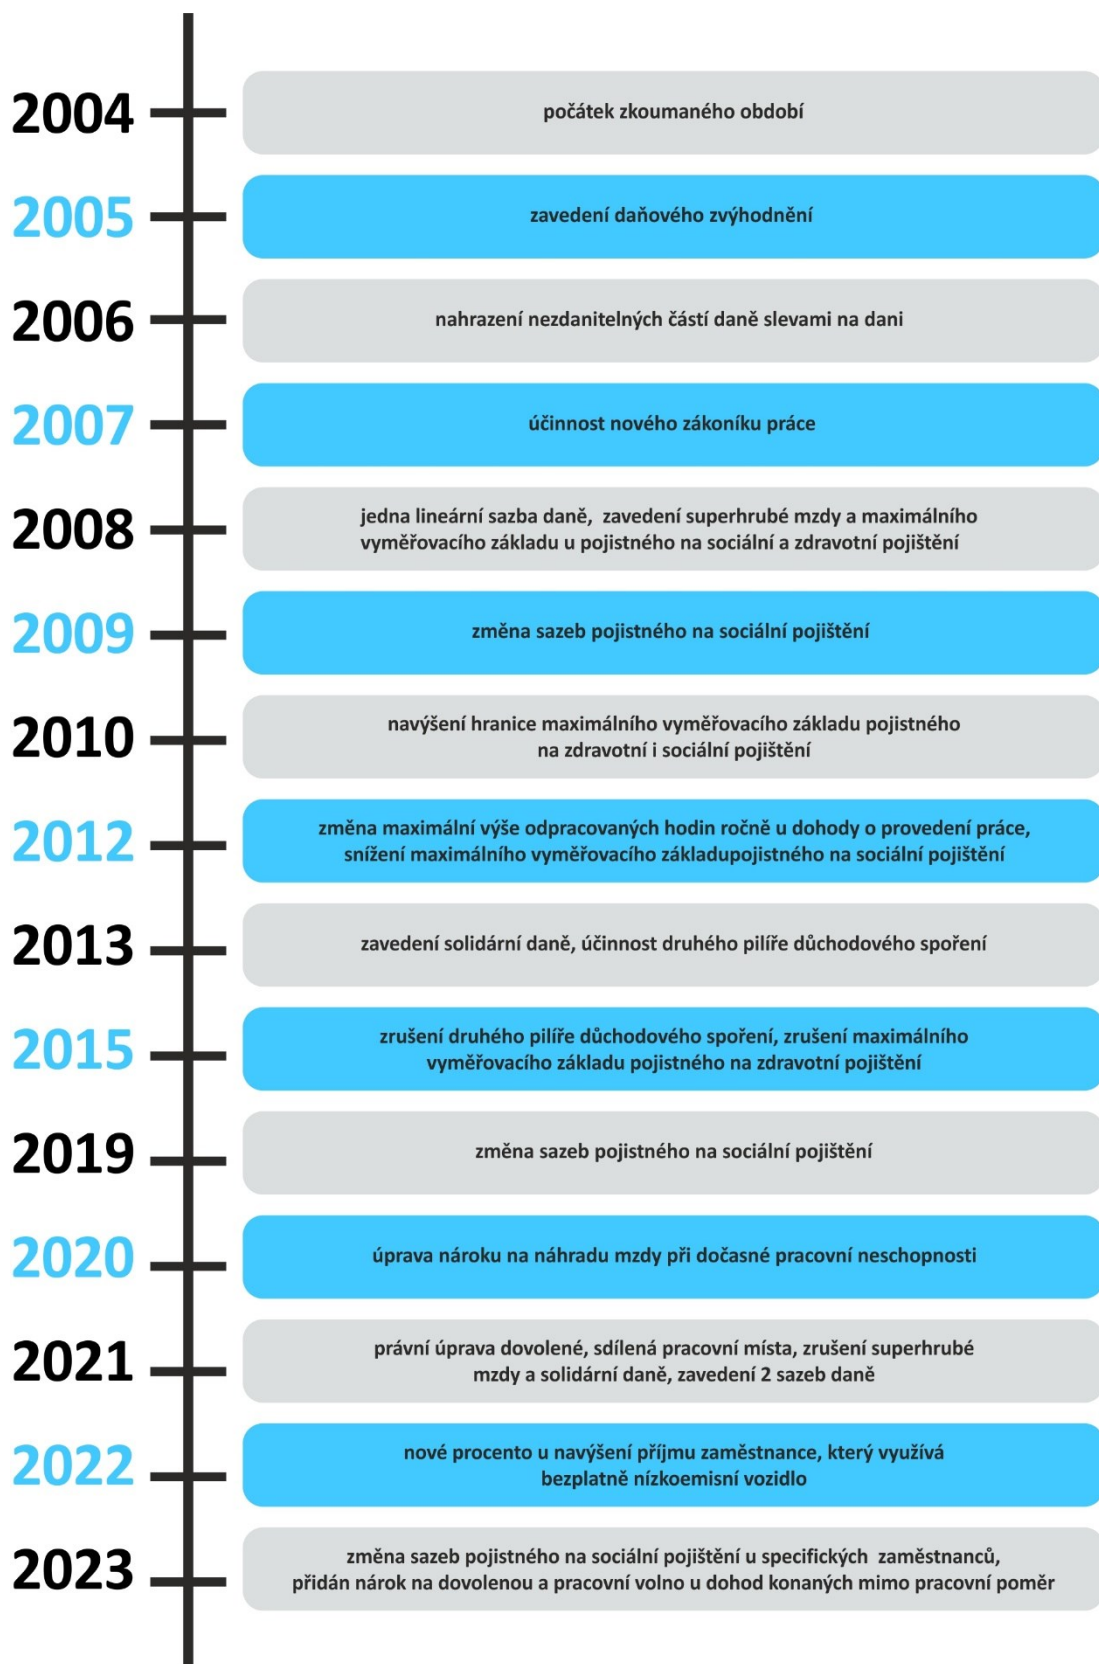 2004
počátek zkoumaného období
2005
zavedení daňového zvýhodnění
2006
nahrazení nezdanitelných částí daně slevami na dani
2007
účinnost nového zákoníku práce
2008
jedna lineární sazba daně, zavedení superhrubé mzdy a maximálního
vyměřovacího základu u pojistného na sociální a zdravotní pojištění
2009
změna sazeb pojistného na sociální pojištění
2010
navýšení hranice maximálního vyměřovacího základu pojistného
na zdravotní i sociální pojištění
2012
změna maximální výše odpracovaných hodin ročně u dohody o provedení práce,
snížení maximálního vyměřovacího základupojistného na sociální pojištění
2013
zavedení solidární daně, účinnost druhého pilíře důchodového spoření
2015
zrušení druhého pilíře důchodového spoření, zrušení maximálního
vyměřovacího základu pojistného na zdravotní pojištění
2019
změna sazeb pojistného na sociální pojištění
2020
úprava nároku na náhradu mzdy při dočasné pracovní neschopnosti
2021
právní úprava dovolené, sdílená pracovní místa, zrušení superhrubé
mzdy a solidární daně, zavedení 2 sazeb daně
2022
nové procento u navýšení příjmu zaměstnance, který využívá
bezplatně nízkoemisní vozidlo
2023
změna sazeb pojistného na sociální pojištění u specifických zaměstnanců,
přidán nárok na dovolenou a pracovní volno u dohod konaných mimo pracovní poměr